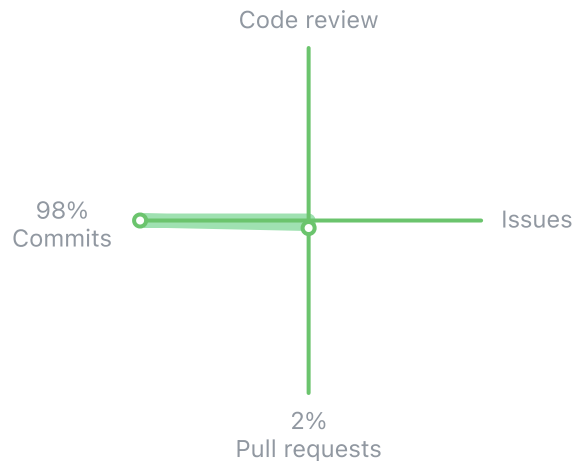 Code review
98%
Commits
Issues
2%
Pull requests